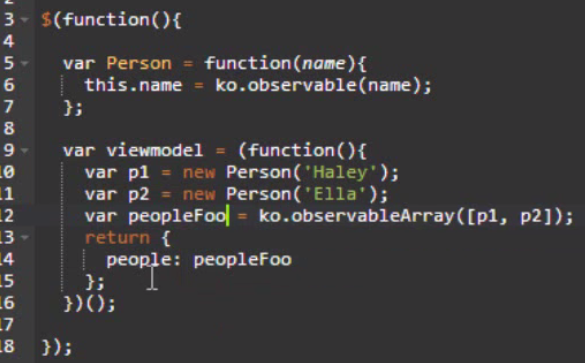 3 $(function(){
4
5 var Person = function(name){
6 this.name = ko.observable(name);
7 };
8
9 var viewmodel = (function(){
10 var p1 = new Person('Haley');
11 var p2 = new Person('Ella');
12 var peopleFoo = ko.observableArray([p1, p2]);
13 return {
14 people: peopleFoo
15 };
16 })();
17
18 });